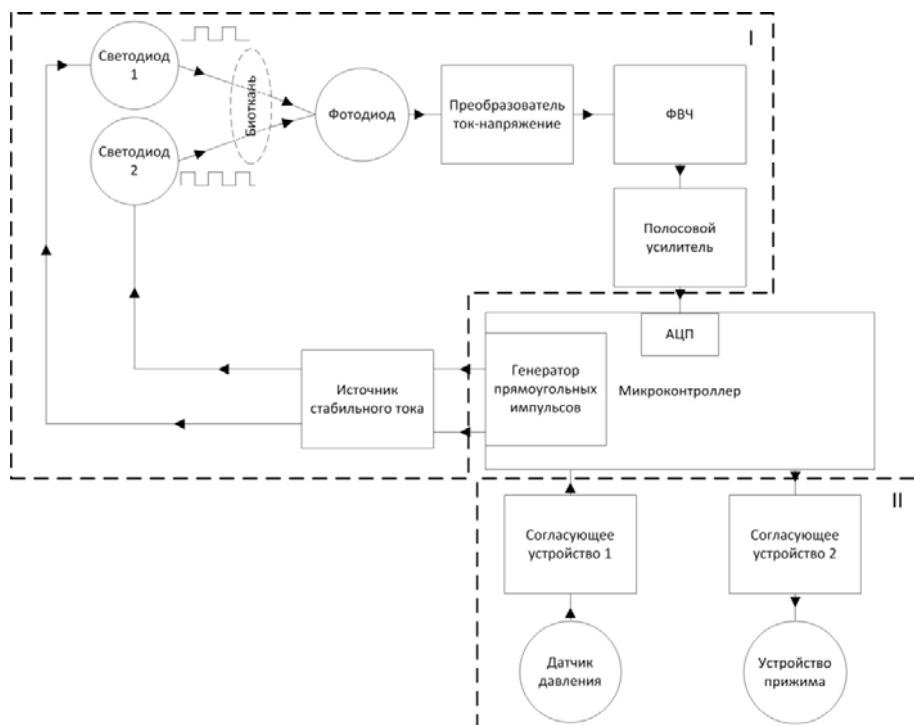 I
Светодиод
1
Биоткань
Светодиод
2
Фотодиод
Преобразователь
ток-напряжение
ФВЧ
Полосовой
усилитель
АЦП
Микроконтроллер
Генератор
прямоугольных
импульсов
Источник
стабильного тока
II
Согласующее
устройство 1
Согласующее
устройство 2
Датчик
давления
Устройство
прижима